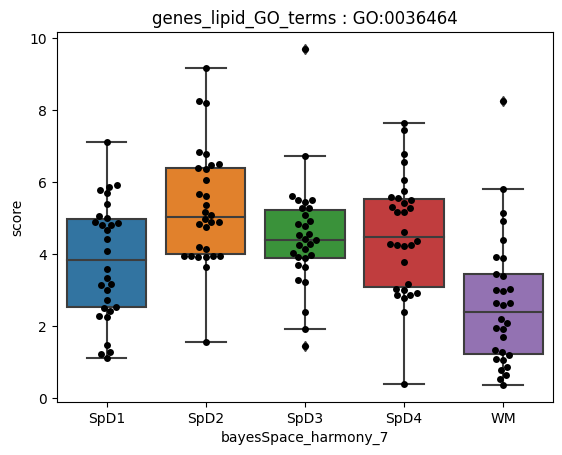 genes_lipid_GO_terms : GO:0036464
10
8
6
4
2
0
score
SpD1 SpD2 SpD3 SpD4 WM
bayesSpace_harmony_7